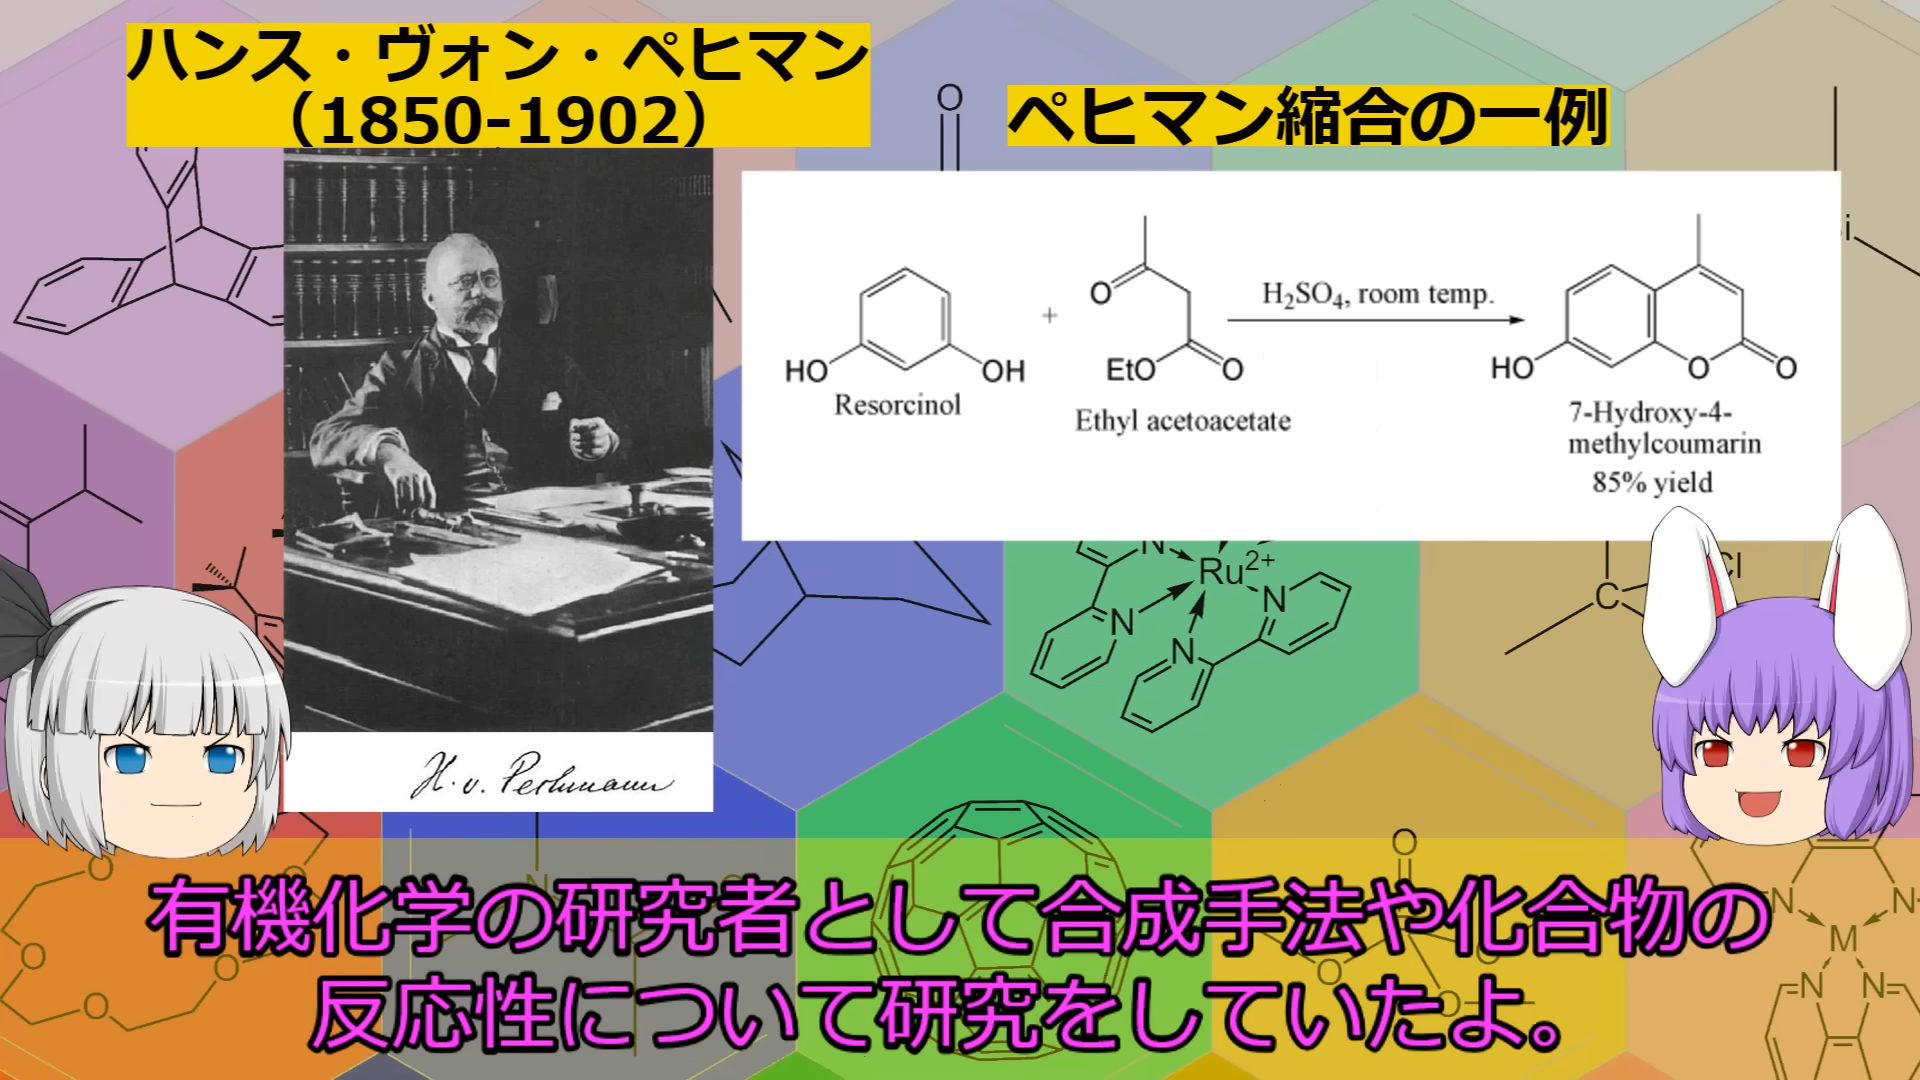 ハンス・ヴォン・ペヒマン
（1850-1902）
ペヒマン縮合の一例
O
H₂SO₄, room temp.
+
O
EtO
O
HO
OH
HO
O
O
Resorcinol
Ethyl acetoacetate
7-Hydroxy-4-
methylcoumarin
85% yield
i
N
Ru²⁺
N
N
N
Cl
C
H. v. Pechmann
O
O
O
O
O
N
O
O
O
N
N
M
N
N
有機化学の研究者として合成手法や化合物の
反応性について研究をしていたよ。